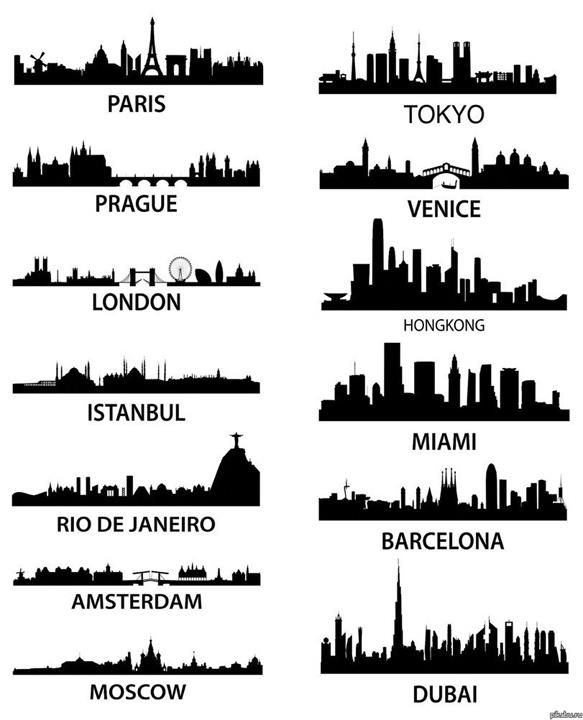 PARIS
TOKYO
PRAGUE
VENICE
LONDON
HONGKONG
ISTANBUL
MIAMI
RIO DE JANEIRO
BARCELONA
AMSTERDAM
MOSCOW
DUBAI
pikabu.ru